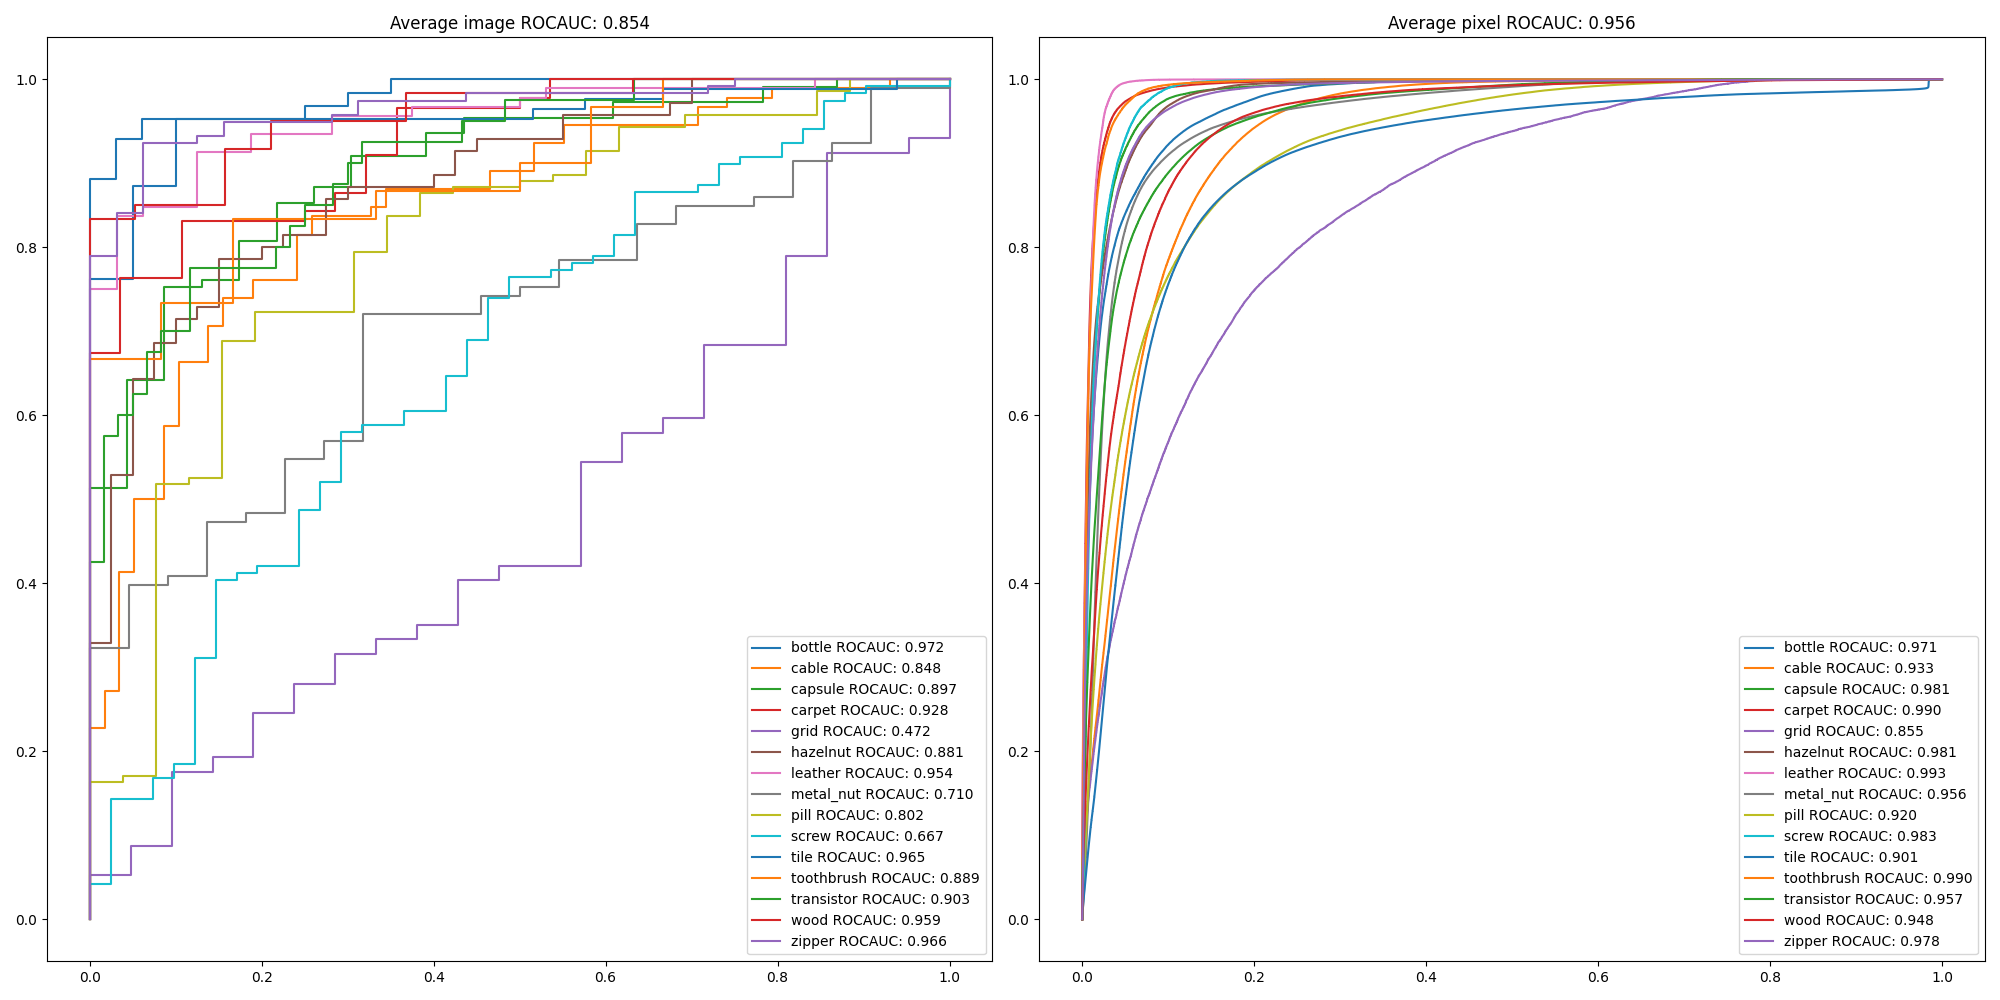 Average image ROCAUC: 0.854
1.0
0.8
0.6
0.4
0.2
0.0
0.0 0.2 0.4 0.6 0.8 1.0
bottle ROCAUC: 0.972
cable ROCAUC: 0.848
capsule ROCAUC: 0.897
carpet ROCAUC: 0.928
grid ROCAUC: 0.472
hazelnut ROCAUC: 0.881
leather ROCAUC: 0.954
metal_nut ROCAUC: 0.710
pill ROCAUC: 0.802
screw ROCAUC: 0.667
tile ROCAUC: 0.965
toothbrush ROCAUC: 0.889
transistor ROCAUC: 0.903
wood ROCAUC: 0.959
zipper ROCAUC: 0.966
Average pixel ROCAUC: 0.956
1.0
0.8
0.6
0.4
0.2
0.0
0.0 0.2 0.4 0.6 0.8 1.0
bottle ROCAUC: 0.971
cable ROCAUC: 0.933
capsule ROCAUC: 0.981
carpet ROCAUC: 0.990
grid ROCAUC: 0.855
hazelnut ROCAUC: 0.981
leather ROCAUC: 0.993
metal_nut ROCAUC: 0.956
pill ROCAUC: 0.920
screw ROCAUC: 0.983
tile ROCAUC: 0.901
toothbrush ROCAUC: 0.990
transistor ROCAUC: 0.957
wood ROCAUC: 0.948
zipper ROCAUC: 0.978